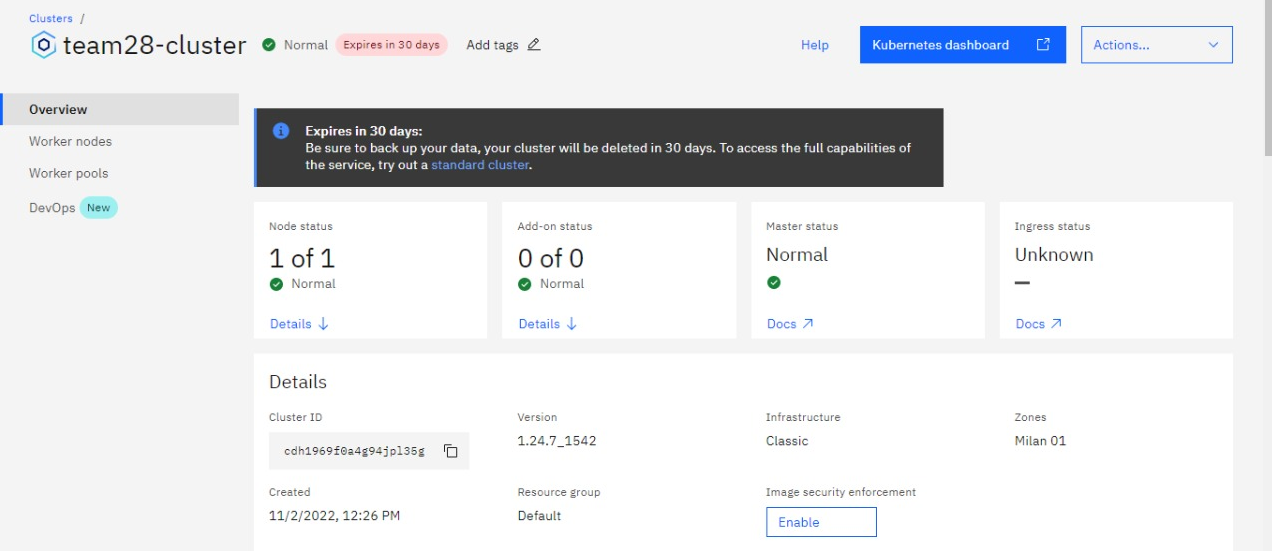 Clusters /
team28-cluster Normal Expires in 30 days Add tags Help Kubernetes dashboard Actions...
Overview
Worker nodes
Worker pools
DevOps New
Expires in 30 days:
Be sure to back up your data, your cluster will be deleted in 30 days. To access the full capabilities of
the service, try out a standard cluster.
Node status
1 of 1
Normal
Details
Add-on status
0 of 0
Normal
Details
Master status
Normal
Docs
Ingress status
Unknown
Docs
Details
Cluster ID
cdh1969f0a4g94jpl35g
Version
1.24.7_1542
Infrastructure
Classic
Zones
Milan 01
Created
11/2/2022, 12:26 PM
Resource group
Default
Image security enforcement
Enable